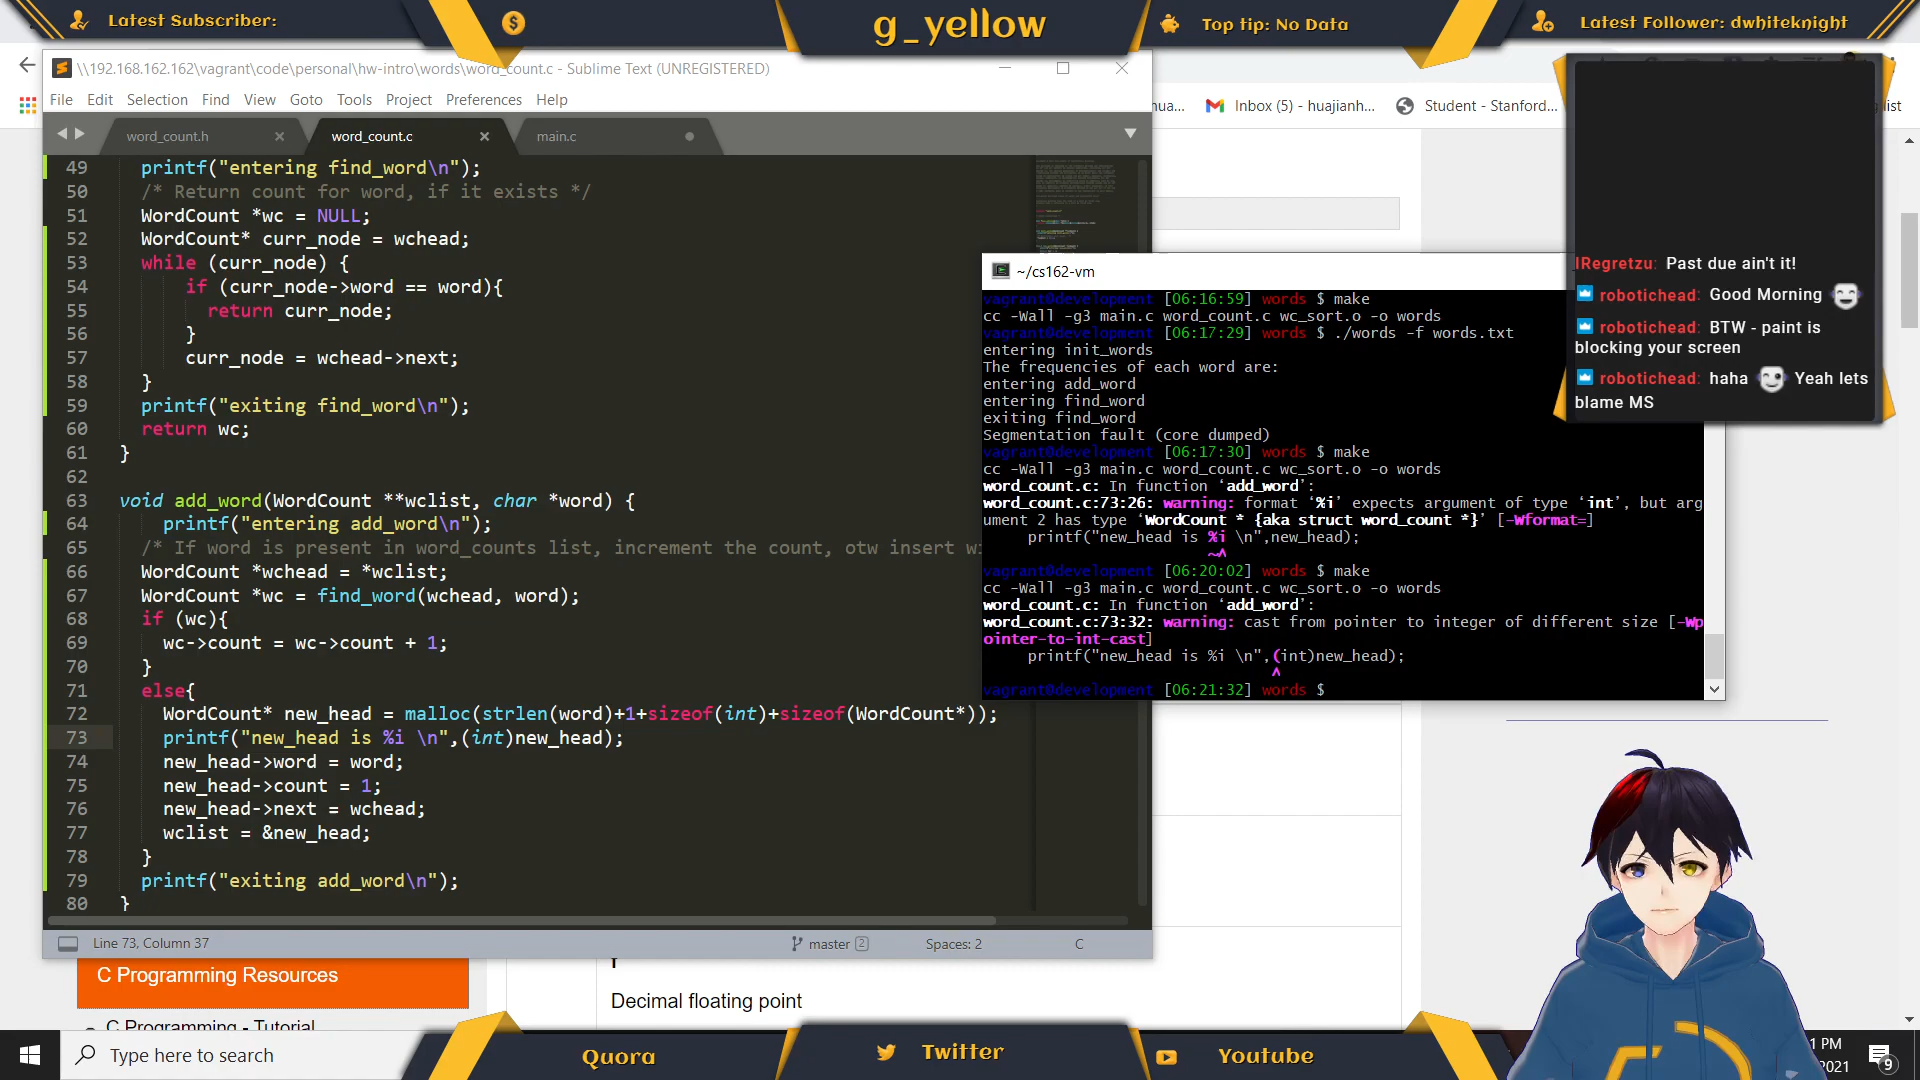 Latest Subscriber:
g_yellow
Top tip: No Data
Latest Follower: dwhiteknight
\\192.168.162.162\vagrant\code\personal\hw-intro\words\word_count.c - Sublime Text (UNREGISTERED)
File Edit Selection Find View Goto Tools Project Preferences Help
Inbox (5) - huajianh...
Student - Stanford...
word_count.h
word_count.c
main.c
49 printf("entering find_word\n");
50 /* Return count for word, if it exists */
51 WordCount *wc = NULL;
52 WordCount* curr_node = wchead;
53 while (curr_node) {
54 if (curr_node->word == word){
55 return curr_node;
56 }
57 curr_node = wchead->next;
58 }
59 printf("exiting find_word\n");
60 return wc;
61 }
62
63 void add_word(WordCount **wclist, char *word) {
64 printf("entering add_word\n");
65 /* If word is present in word_counts list, increment the count, otw insert wi
66 WordCount *wchead = *wclist;
67 WordCount *wc = find_word(wchead, word);
68 if (wc){
69 wc->count = wc->count + 1;
70 }
71 else{
72 WordCount* new_head = malloc(strlen(word)+1+sizeof(int)+sizeof(WordCount*));
73 printf("new_head is %i \n",(int)new_head);
74 new_head->word = word;
75 new_head->count = 1;
76 new_head->next = wchead;
77 wclist = &new_head;
78 }
79 printf("exiting add_word\n");
80 }
Line 73, Column 37
master 2
Spaces: 2
C
~/cs162-vm
vagrant@development [06:16:59] words $ make
cc -Wall -g3 main.c word_count.c wc_sort.o -o words
vagrant@development [06:17:29] words $ ./words -f words.txt
entering init_words
The frequencies of each word are:
entering add_word
entering find_word
exiting find_word
Segmentation fault (core dumped)
vagrant@development [06:17:30] words $ make
cc -Wall -g3 main.c word_count.c wc_sort.o -o words
word_count.c: In function ‘add_word’:
word_count.c:73:26: warning: format ‘%i’ expects argument of type ‘int’, but arg
ument 2 has type ‘WordCount * {aka struct word_count *}’ [-Wformat=]
printf("new_head is %i \n",new_head);
~^
vagrant@development [06:20:02] words $ make
cc -Wall -g3 main.c word_count.c wc_sort.o -o words
word_count.c: In function ‘add_word’:
word_count.c:73:32: warning: cast from pointer to integer of different size [-Wp
ointer-to-int-cast]
printf("new_head is %i \n",(int)new_head);
^
vagrant@development [06:21:32] words $
IRegretzu: Past due ain't it!
robotichead: Good Morning
robotichead: BTW - paint is
blocking your screen
robotichead: haha Yeah lets
blame MS
C Programming Resources
C Programming - Tutorial
Decimal floating point
Type here to search
Quora
Twitter
Youtube
1 PM
2021
9